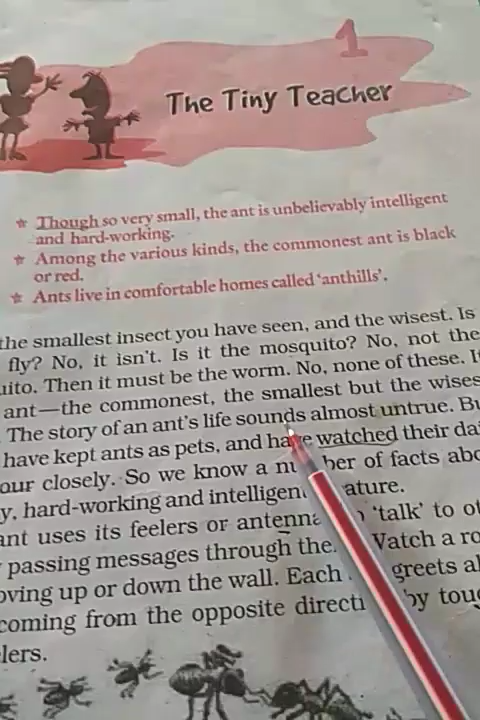 1
The Tiny Teacher
★ Though so very small, the ant is unbelievably intelligent
and hard-working.
★ Among the various kinds, the commonest ant is black
or red.
★ Ants live in comfortable homes called 'anthills'.
the smallest insect you have seen, and the wisest. Is
fly? No, it isn't. Is it the mosquito? No, not the
uito. Then it must be the worm. No, none of these. I
ant—the commonest, the smallest but the wises
The story of an ant's life sounds almost untrue. Bu
have kept ants as pets, and have watched their da
our closely. So we know a ber of facts abo
y, hard-working and intelligen ature.
ant uses its feelers or antenna 'talk' to ot
passing messages through the. Watch a ro
oving up or down the wall. Each greets al
coming from the opposite directi by touc
lers.